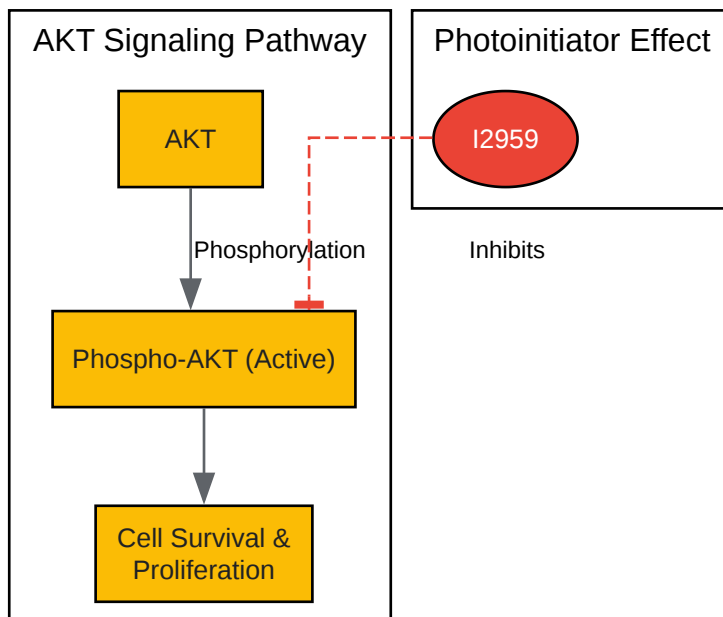 AKT Signaling Pathway
Photoinitiator Effect
AKT
I2959
Phosphorylation
Inhibits
Phospho-AKT (Active)
Cell Survival &
Proliferation